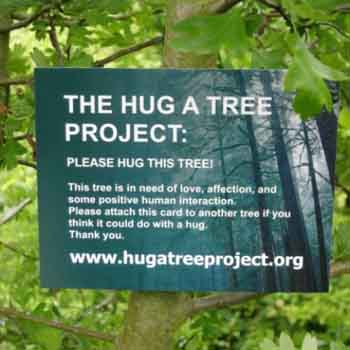 THE HUG A TREE
PROJECT:
PLEASE HUG THIS TREE!
This tree is in need of love, affection, and
some positive human interaction.
Please attach this card to another tree if you
think it could do with a hug.
Thank you.
www.hugatreeproject.org